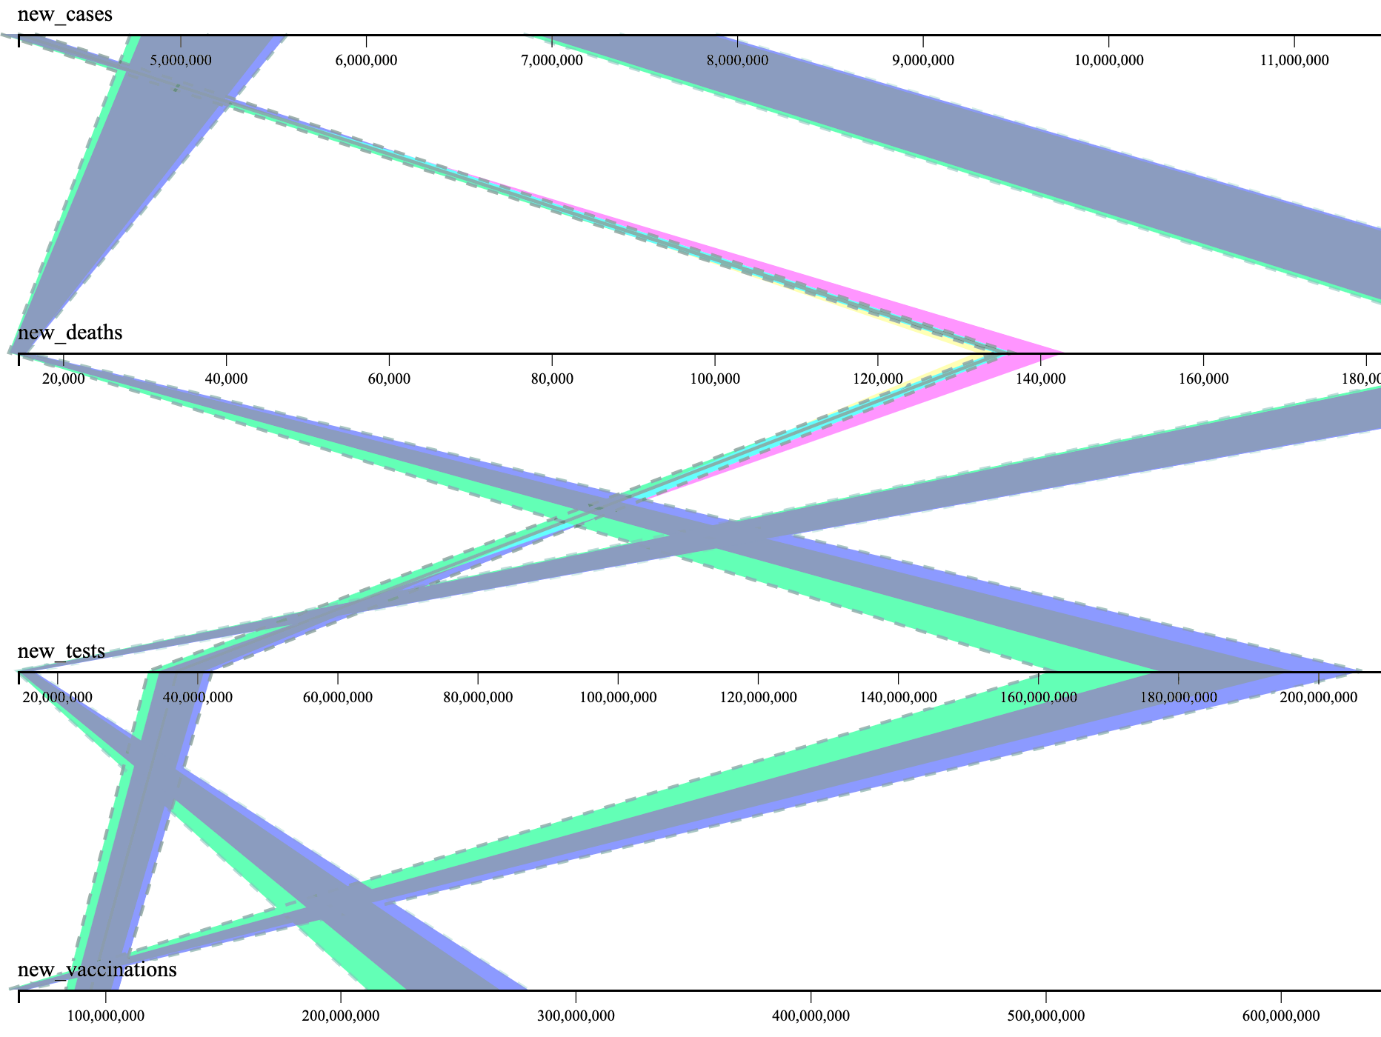 new_cases
5,000,000 6,000,000 7,000,000 8,000,000 9,000,000 10,000,000 11,000,000
new_deaths
20,000 40,000 60,000 80,000 100,000 120,000 140,000 160,000 180,00
new_tests
20,000,000 40,000,000 60,000,000 80,000,000 100,000,000 120,000,000 140,000,000 160,000,000 180,000,000 200,000,000
new_vaccinations
100,000,000 200,000,000 300,000,000 400,000,000 500,000,000 600,000,000